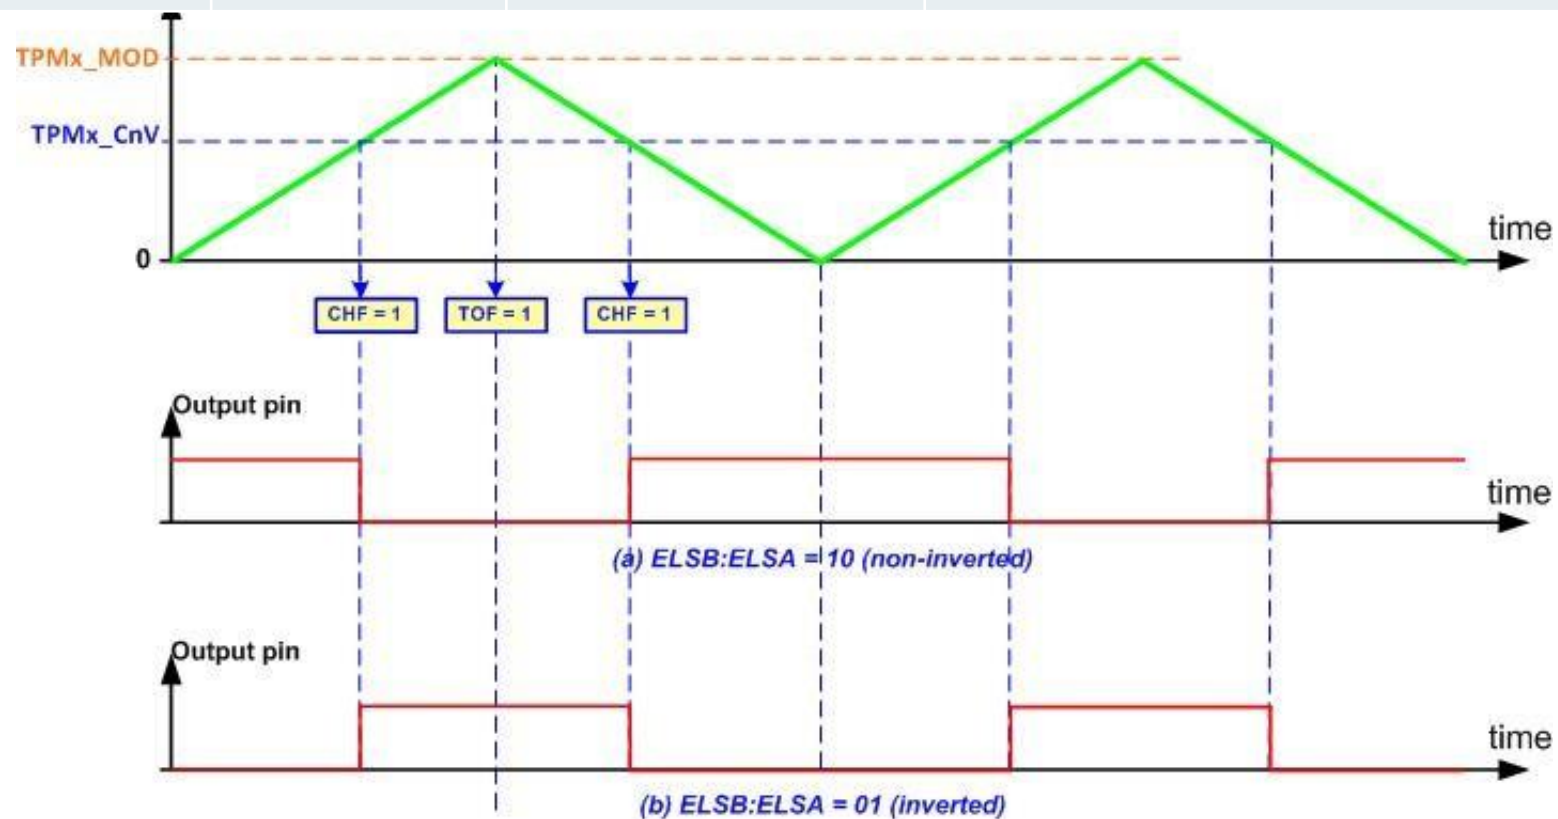 TPMx_MOD
TPMx_CnV
time
0
CHF = 1
TOF = 1
CHF = 1
Output pin
time
(a) ELSB:ELSA = 10 (non-inverted)
Output pin
time
(b) ELSB:ELSA = 01 (inverted)